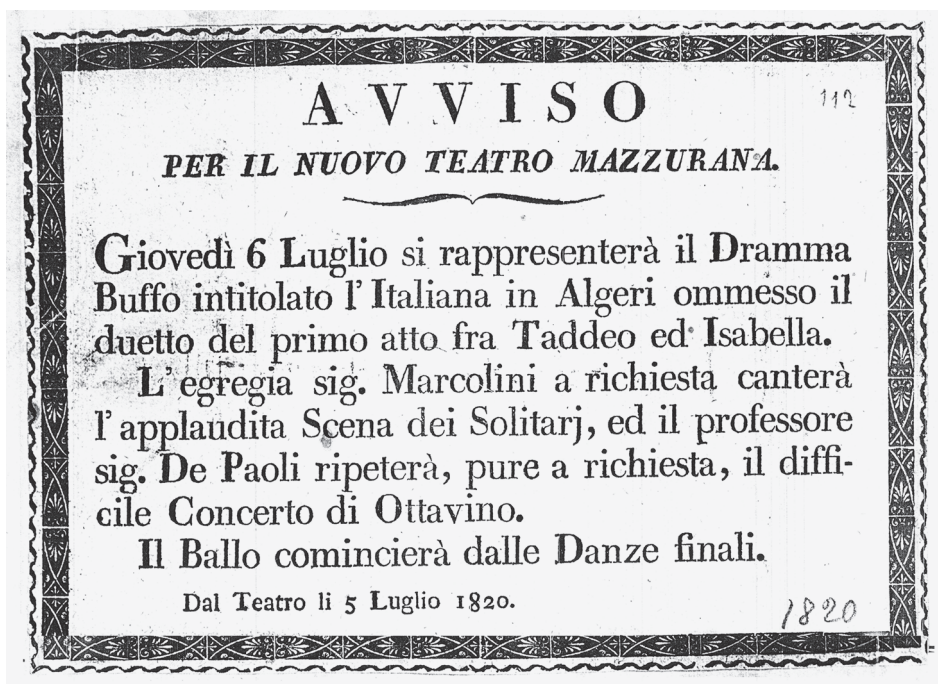 AVVISO
112
PER IL NUOVO TEATRO MAZZURANA.
Giovedì 6 Luglio si rappresenterà il Dramma
Buffo intitolato l' Italiana in Algeri ommesso il
duetto del primo atto fra Taddeo ed Isabella.
L' egregia sig. Marcolini a richiesta canterà
l' applaudita Scena dei Solitarj, ed il professore
sig. De Paoli ripeterà, pure a richiesta, il diffi-
cile Concerto di Ottavino.
Il Ballo comincierà dalle Danze finali.
Dal Teatro li 5 Luglio 1820.
1820